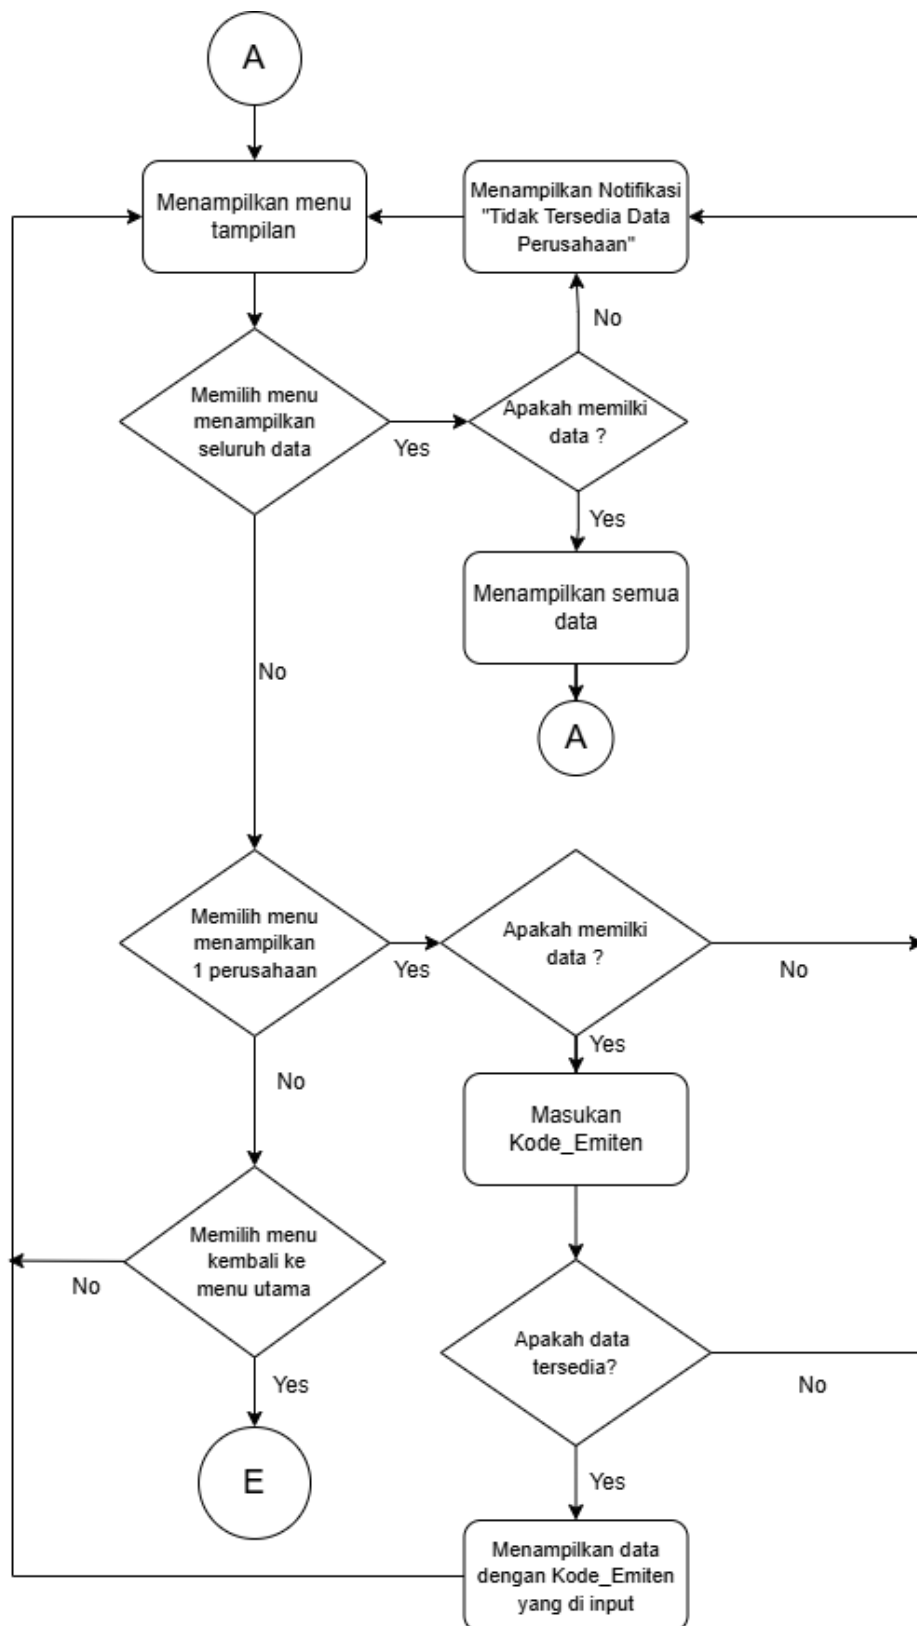 A
Menampilkan menu
tampilan
Menampilkan Notifikasi
"Tidak Tersedia Data
Perusahaan"
No
Memilih menu
menampilkan
seluruh data
Yes
Apakah memilki
data ?
Yes
Menampilkan semua
data
No
A
Memilih menu
menampilkan
1 perusahaan
Yes
Apakah memilki
data ?
No
Yes
No
Masukan
Kode_Emiten
Memilih menu
kembali ke
menu utama
No
Yes
Apakah data
tersedia?
No
E
Yes
Menampilkan data
dengan Kode_Emiten
yang di input